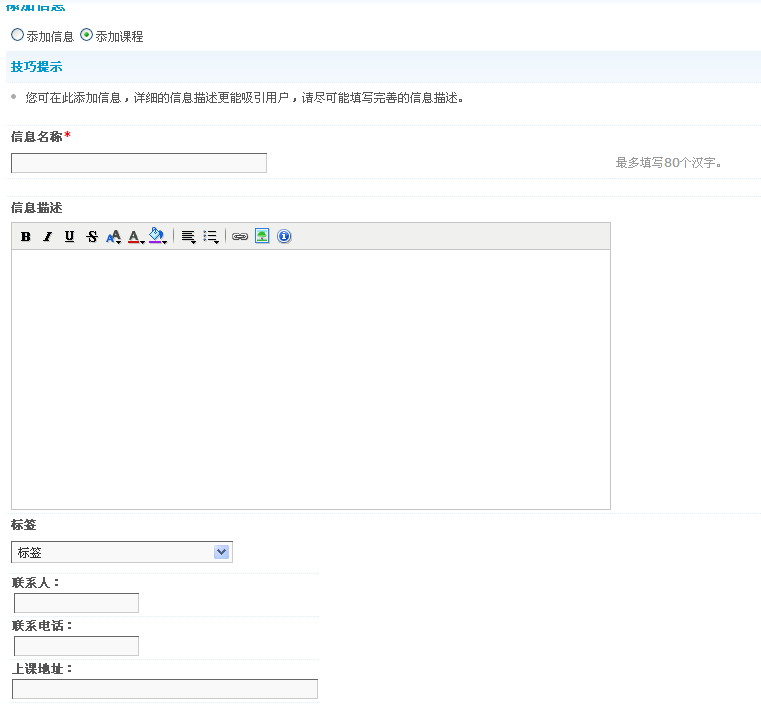 添加信息
添加信息 添加课程
技巧提示
您可在此添加信息，详细的信息描述更能吸引用户，请尽可能填写完善的信息描述。
信息名称*
最多填写80个汉字。
信息描述
B I U S A A A
标签
标签
联系人：
联系电话：
上课地址：